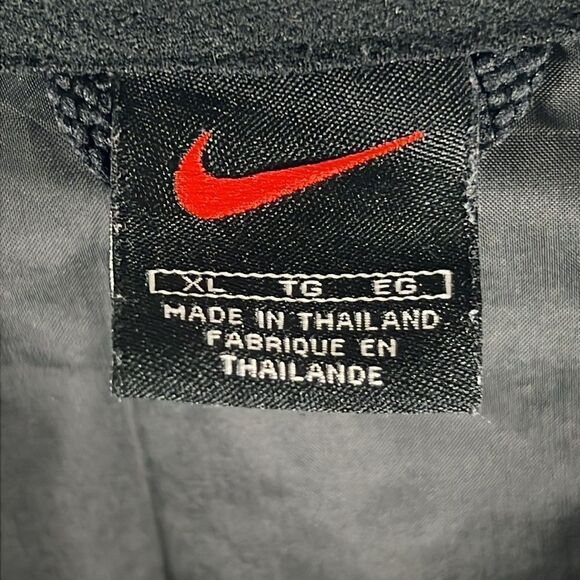 XL TG EG
MADE IN THAILAND
FABRIQUE EN
THAILANDE